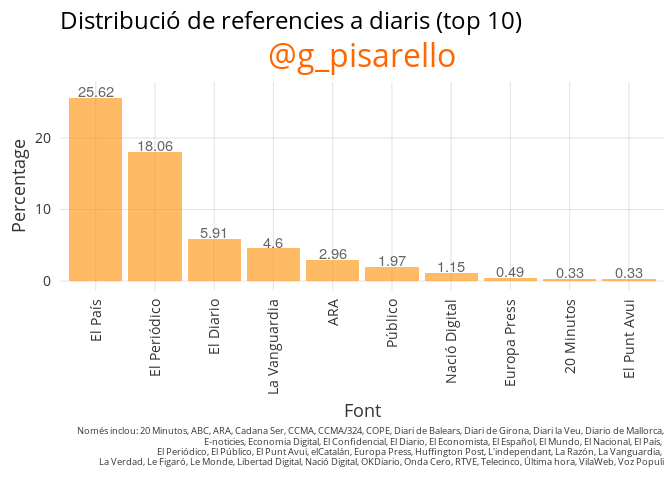 Distribució de referencies a diaris (top 10)
@g_pisarello
25.62
18.06
5.91
4.6
2.96
1.97
1.15
0.49
0.33
0.33
Percentage
20
10
0
El País
El Periódico
El Diario
La Vanguardia
ARA
Público
Nació Digital
Europa Press
20 Minutos
El Punt Avui
Font
Només inclou: 20 Minutos, ABC, ARA, Cadana Ser, CCMA, CCMA/324, COPE, Diari de Balears, Diari de Girona, Diari la Veu, Diario de Mallorca,
E-noticies, Economia Digital, El Confidencial, El Diario, El Economista, El Español, El Mundo, El Nacional, El País,
El Periódico, El Público, El Punt Avui, elCatalán, Europa Press, Huffington Post, L'independant, La Razón, La Vanguardia,
La Verdad, Le Figaró, Le Monde, Libertad Digital, Nació Digital, OKDiario, Onda Cero, RTVE, Telecinco, Última hora, VilaWeb, Voz Populi